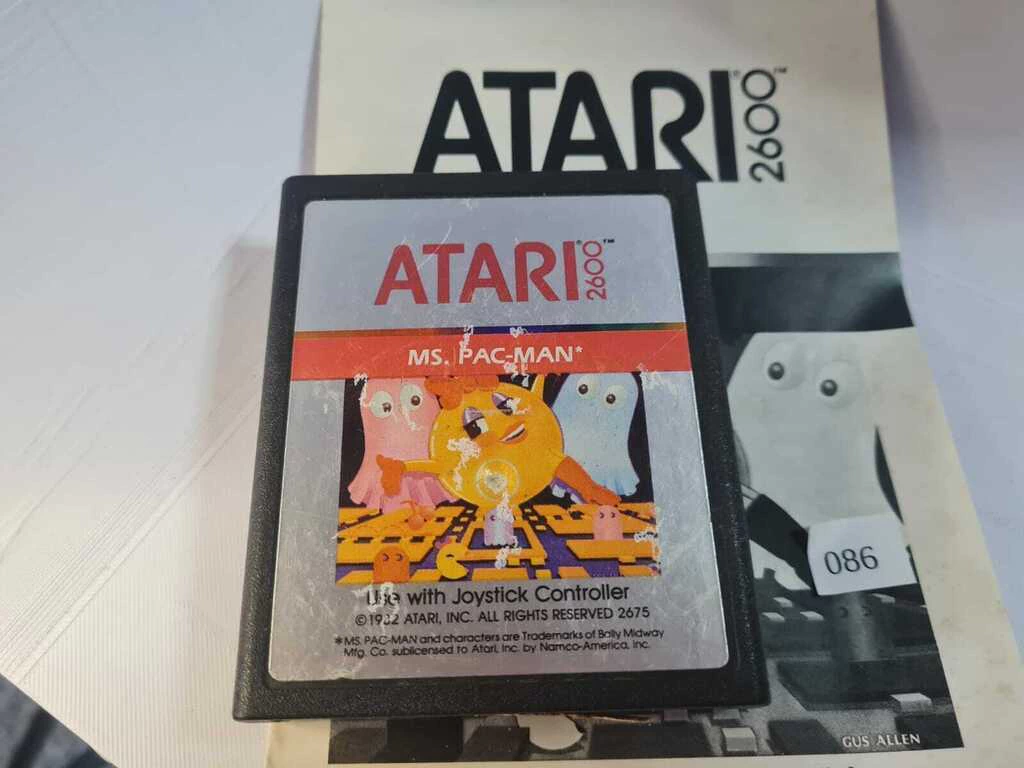 ATARI® 2600™
ATARI® 2600™
MS. PAC-MAN*
Use with Joystick Controller
©1982 ATARI, INC. ALL RIGHTS RESERVED 2675
*MS. PAC-MAN and characters are Trademarks of Bally Midway
Mfg. Co. sublicensed to Atari, Inc. by Namco-America, Inc.
086
GUS ALLEN